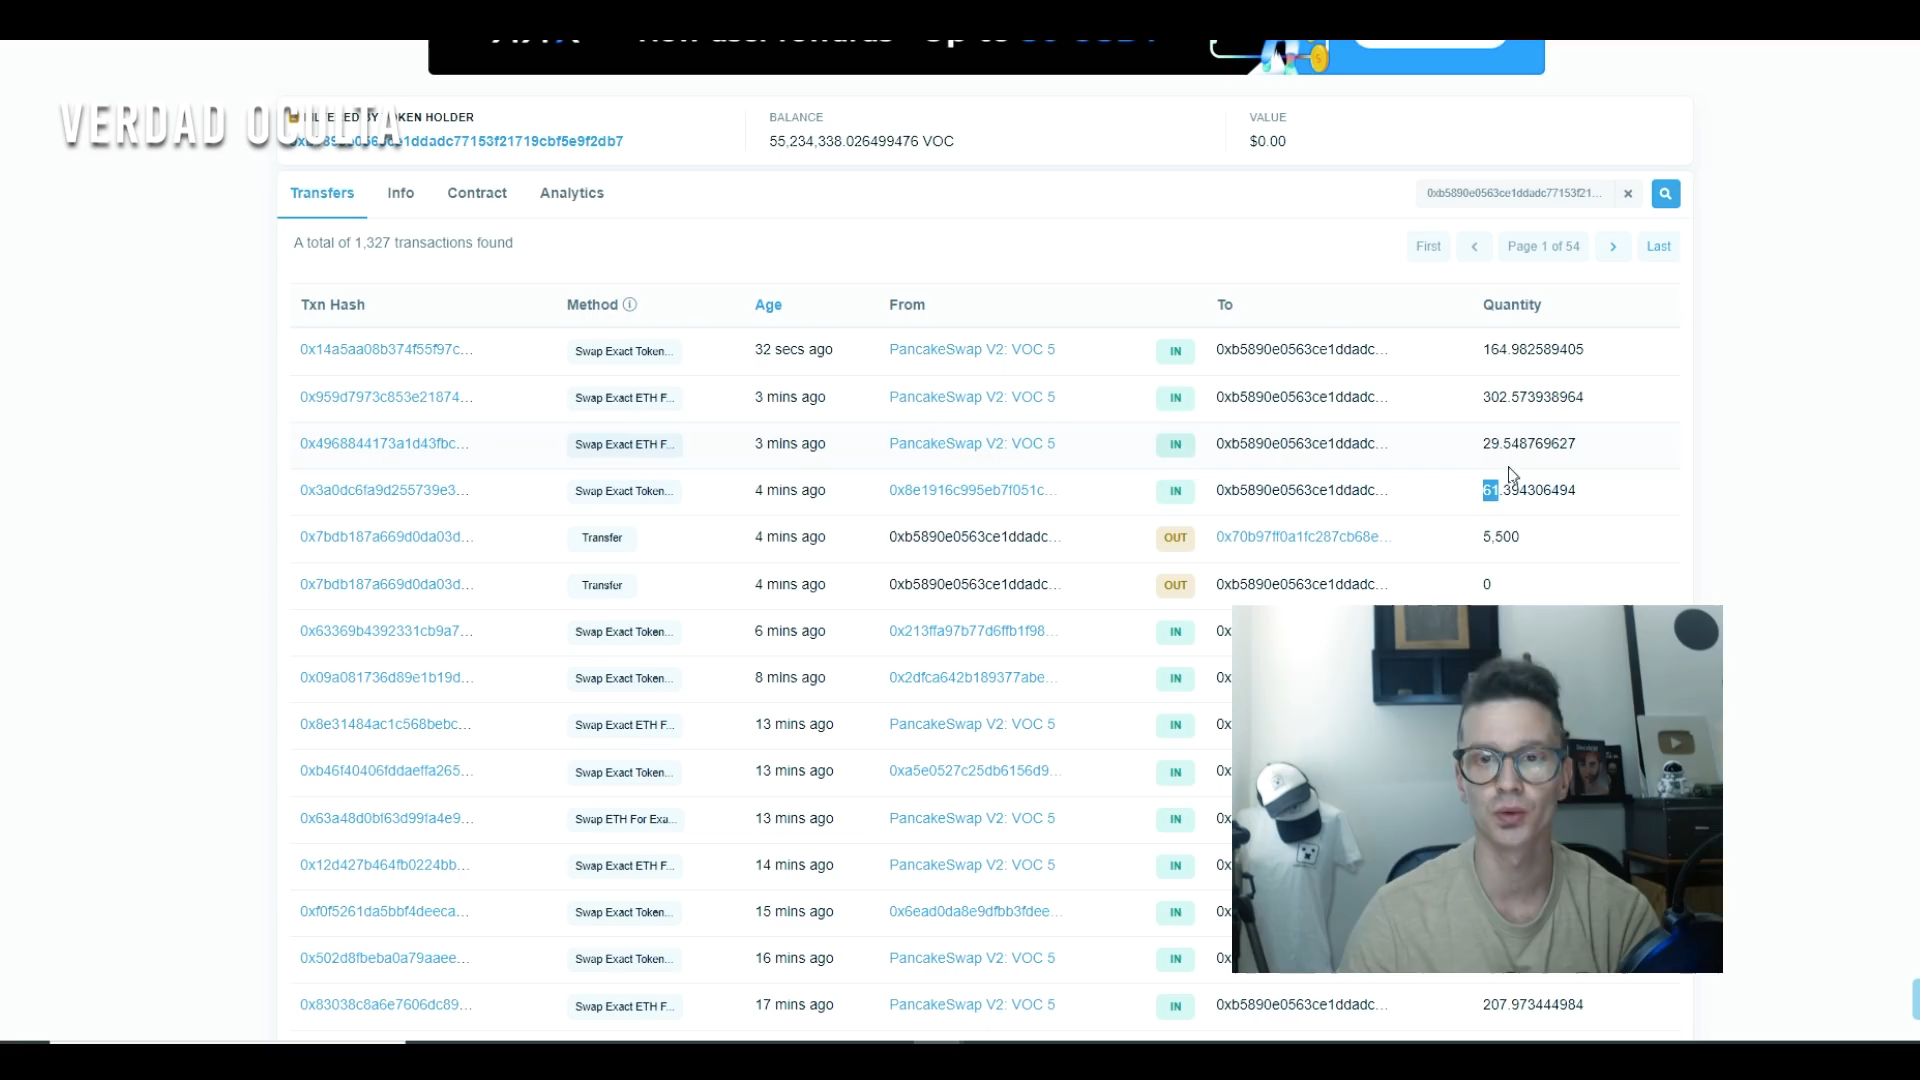 VERDAD OCULTA
TOKEN HOLDER
BALANCE
VALUE
55,234,338.026499476 VOC
$0.00
Transfers Info Contract Analytics
0xb5890e0563ce1ddadc77153f21...
A total of 1,327 transactions found
First Page 1 of 54 Last
Txn Hash Method Age From To Quantity
0x14a5aa08b374f55f97c... Swap Exact Token... 32 secs ago PancakeSwap V2: VOC 5 IN 0xb5890e0563ce1ddadc... 164.982589405
0x959d7973c853e21874... Swap Exact ETH F... 3 mins ago PancakeSwap V2: VOC 5 IN 0xb5890e0563ce1ddadc... 302.573938964
0x4968844173a1d43fbc... Swap Exact ETH F... 3 mins ago PancakeSwap V2: VOC 5 IN 0xb5890e0563ce1ddadc... 29.548769627
0x3a0dc6fa9d255739e3... Swap Exact Token... 4 mins ago 0x8e1916c995eb7f051c... IN 0xb5890e0563ce1ddadc... 61.394306494
0x7bdb187a669d0da03d... Transfer 4 mins ago 0xb5890e0563ce1ddadc... OUT 0x70b97ff0a1fc287cb68e... 5,500
0x7bdb187a669d0da03d... Transfer 4 mins ago 0xb5890e0563ce1ddadc... OUT 0xb5890e0563ce1ddadc... 0
0x63369b4392331cb9a7... Swap Exact Token... 6 mins ago 0x213ffa97b77d6ffb1f98... IN 0x
0x09a081736d89e1b19d... Swap Exact Token... 8 mins ago 0x2dfca642b189377abe... IN 0x
0x8e31484ac1c568bebc... Swap Exact ETH F... 13 mins ago PancakeSwap V2: VOC 5 IN 0x
0xb46f40406fddaeffa265... Swap Exact Token... 13 mins ago 0xa5e0527c25db6156d9... IN 0x
0x63a48d0bf63d99fa4e9... Swap ETH For Exa... 13 mins ago PancakeSwap V2: VOC 5 IN 0x
0x12d427b464fb0224bb... Swap Exact ETH F... 14 mins ago PancakeSwap V2: VOC 5 IN 0x
0xf0f5261da5bbf4deeca... Swap Exact Token... 15 mins ago 0x6ead0da8e9dfbb3fdee... IN 0x
0x502d8fbeba0a79aaee... Swap Exact Token... 16 mins ago PancakeSwap V2: VOC 5 IN 0x
0x83038c8a6e7606dc89... Swap Exact ETH F... 17 mins ago PancakeSwap V2: VOC 5 IN 0xb5890e0563ce1ddadc... 207.973444984